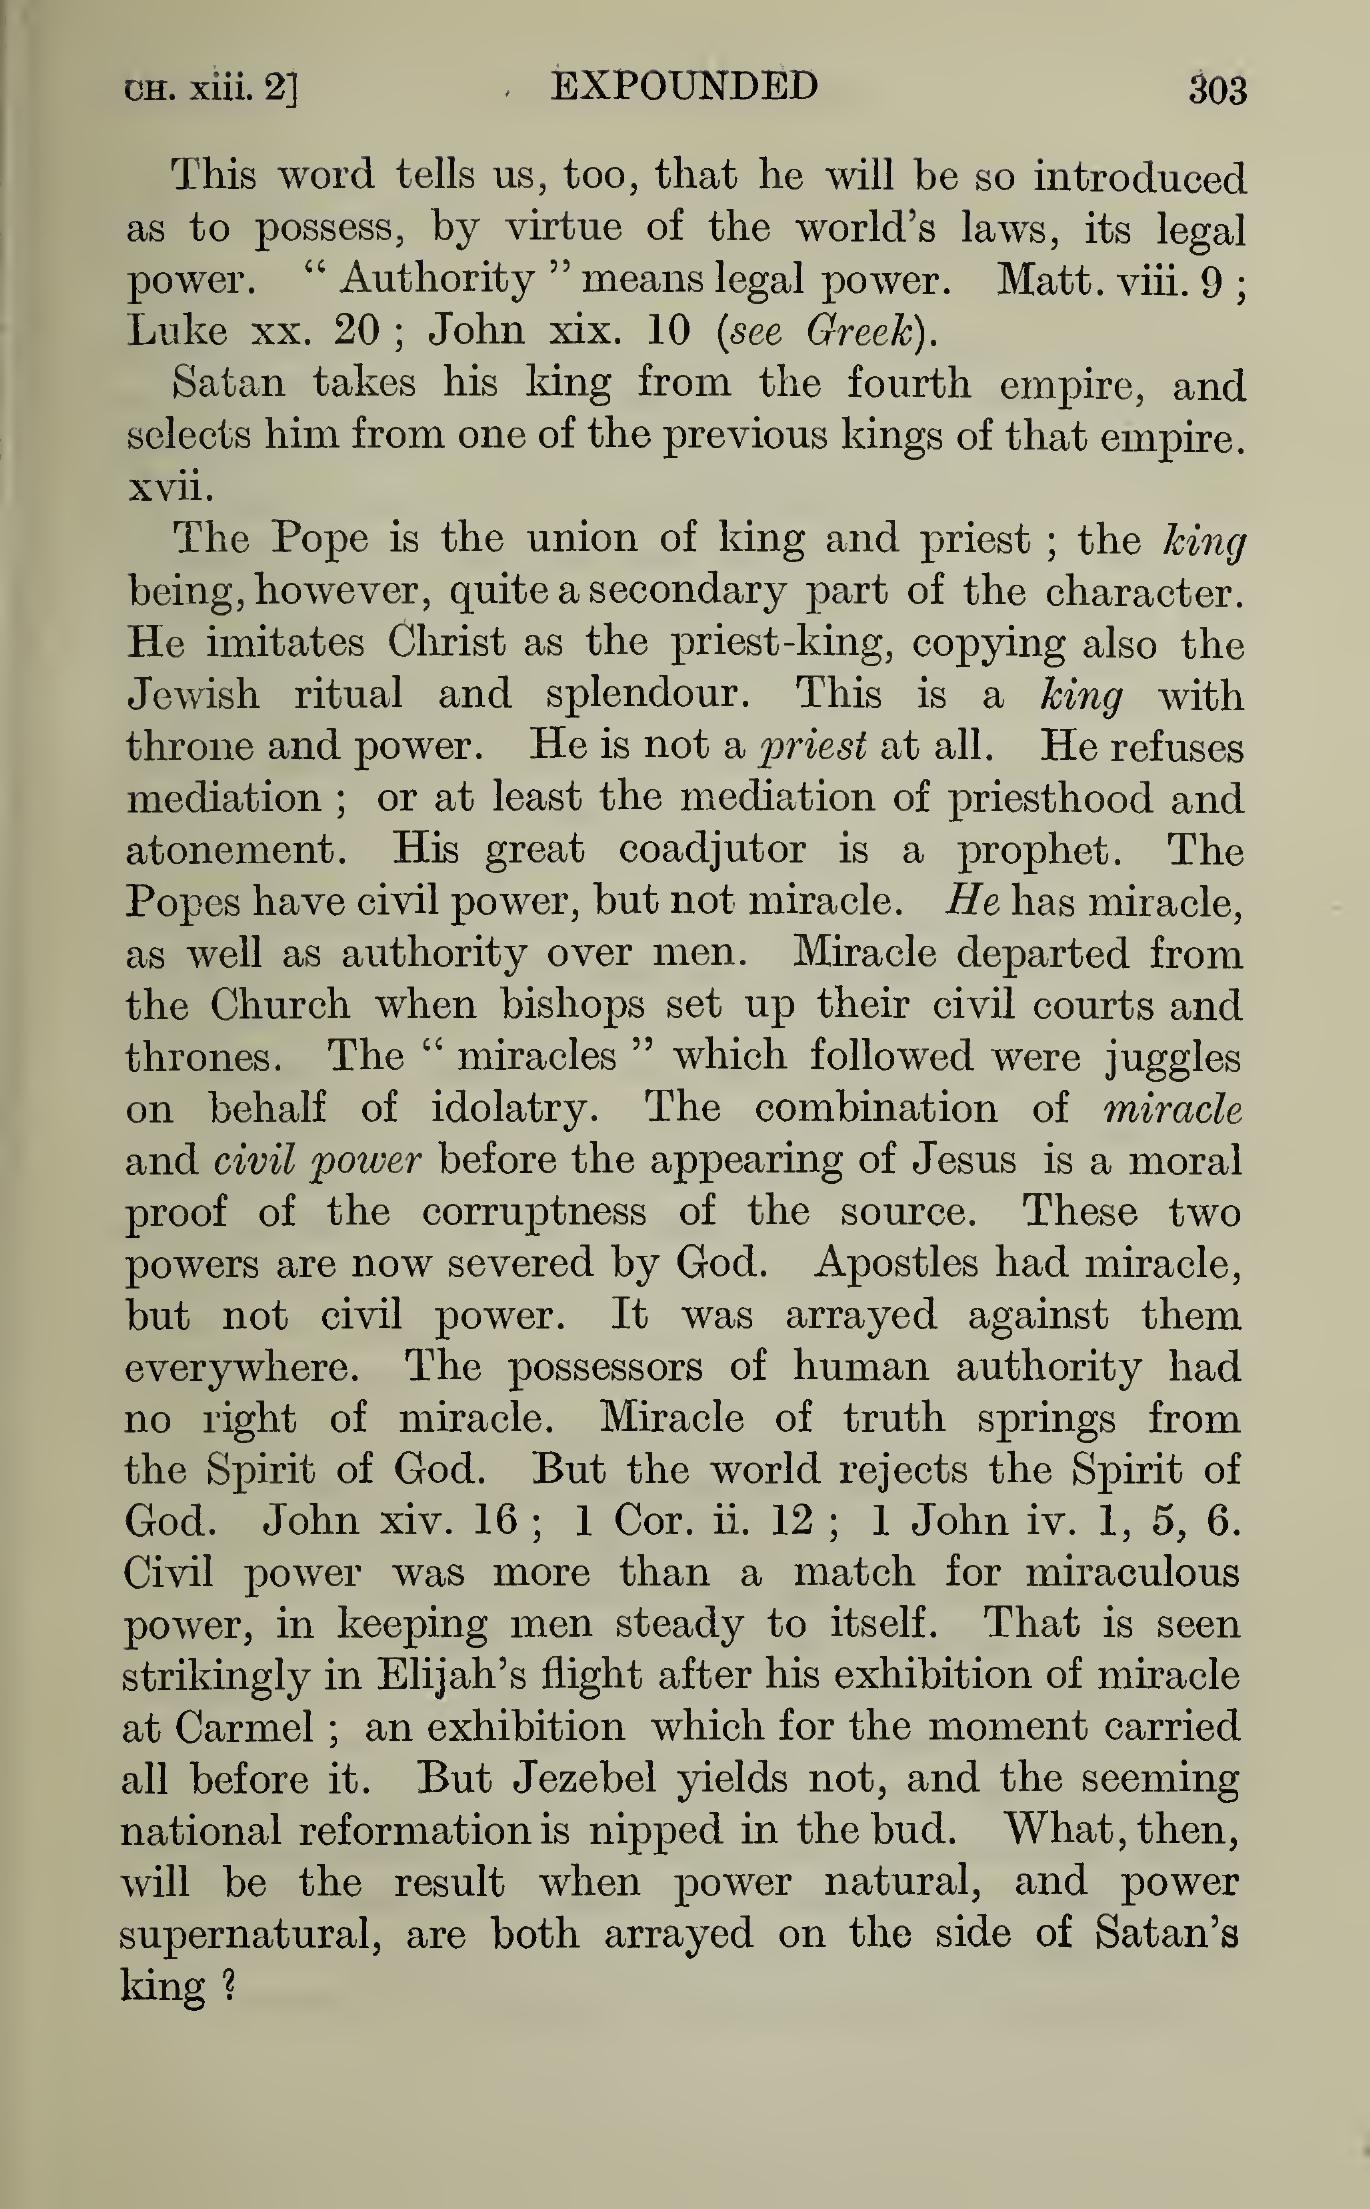 CH. xiii. 2] EXPOUNDED 303
This word tells us, too, that he will be so introduced
as to possess, by virtue of the world's laws, its legal
power. “ Authority ” means legal power. Matt. viii. 9 ;
Luke xx. 20 ; John xix. 10 (see Greek).
Satan takes his king from the fourth empire, and
selects him from one of the previous kings of that empire.
xvii.
The Pope is the union of king and priest ; the king
being, however, quite a secondary part of the character.
He imitates Christ as the priest-king, copying also the
Jewish ritual and splendour. This is a king with
throne and power. He is not a priest at all. He refuses
mediation ; or at least the mediation of priesthood and
atonement. His great coadjutor is a prophet. The
Popes have civil power, but not miracle. He has miracle,
as well as authority over men. Miracle departed from
the Church when bishops set up their civil courts and
thrones. The “ miracles ” which followed were juggles
on behalf of idolatry. The combination of miracle
and civil power before the appearing of Jesus is a moral
proof of the corruptness of the source. These two
powers are now severed by God. Apostles had miracle,
but not civil power. It was arrayed against them
everywhere. The possessors of human authority had
no right of miracle. Miracle of truth springs from
the Spirit of God. But the world rejects the Spirit of
God. John xiv. 16 ; 1 Cor. ii. 12 ; 1 John iv. 1, 5, 6.
Civil power was more than a match for miraculous
power, in keeping men steady to itself. That is seen
strikingly in Elijah's flight after his exhibition of miracle
at Carmel ; an exhibition which for the moment carried
all before it. But Jezebel yields not, and the seeming
national reformation is nipped in the bud. What, then,
will be the result when power natural, and power
supernatural, are both arrayed on the side of Satan's
king ?